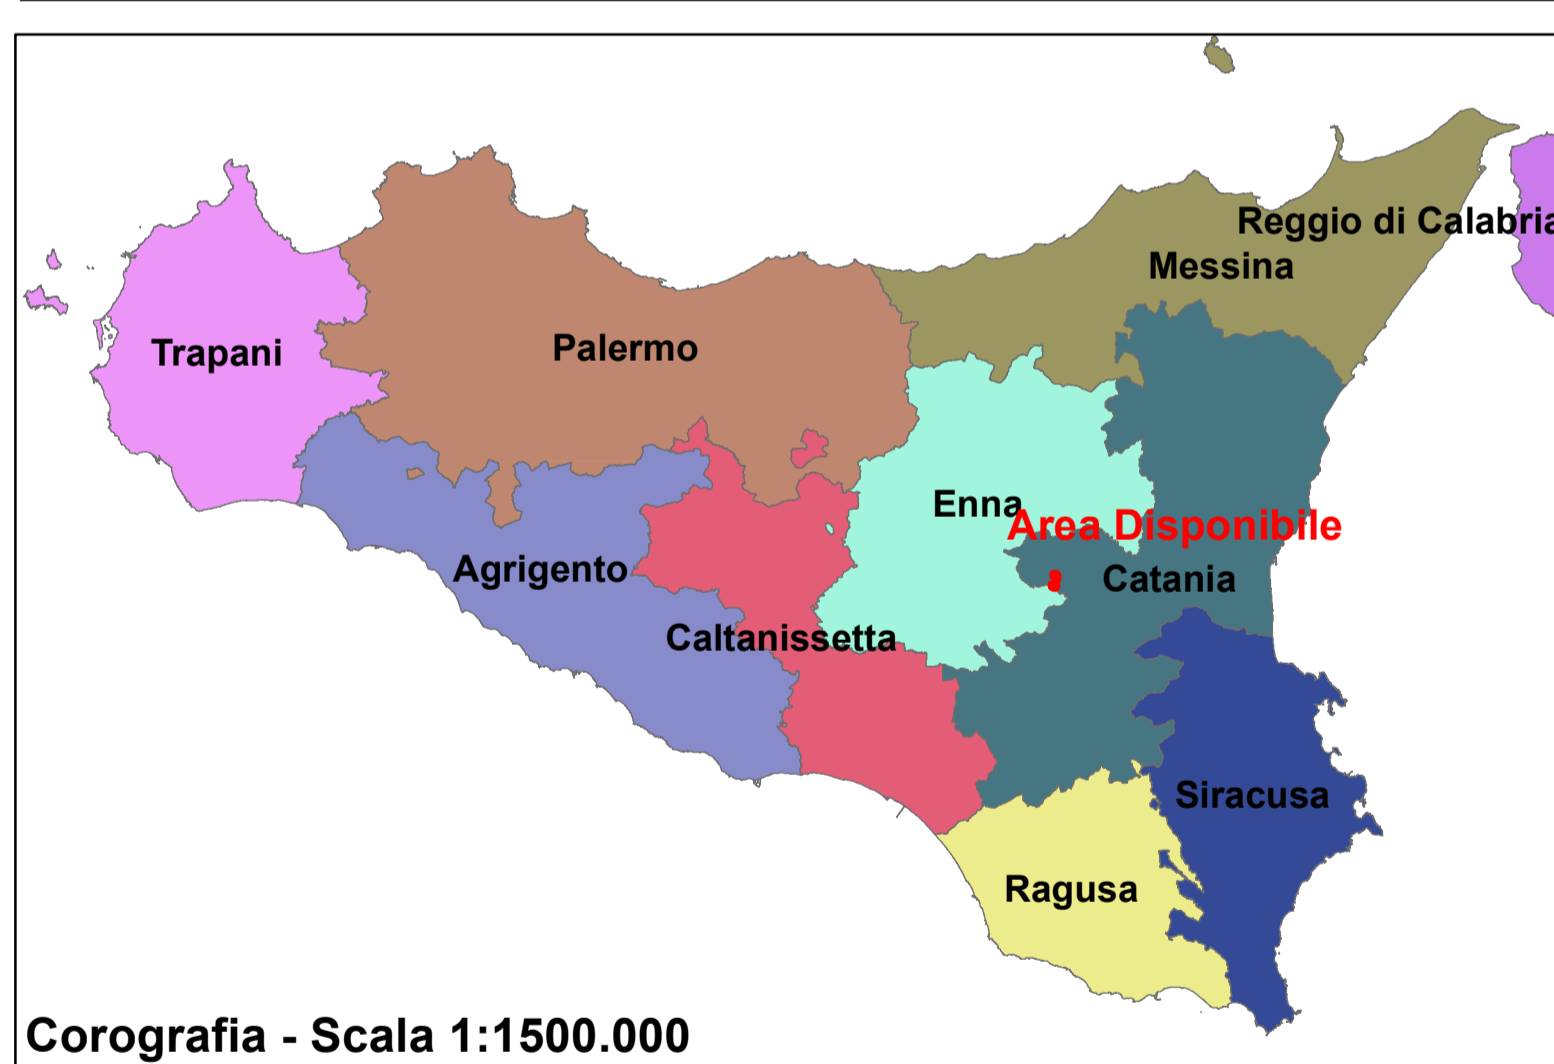 Reggio di Calabria
Messina
Trapani
Palermo
Enna
Area Disponibile
Agrigento
Catania
Caltanissetta
Siracusa
Ragusa
Corografia - Scala 1:1500.000